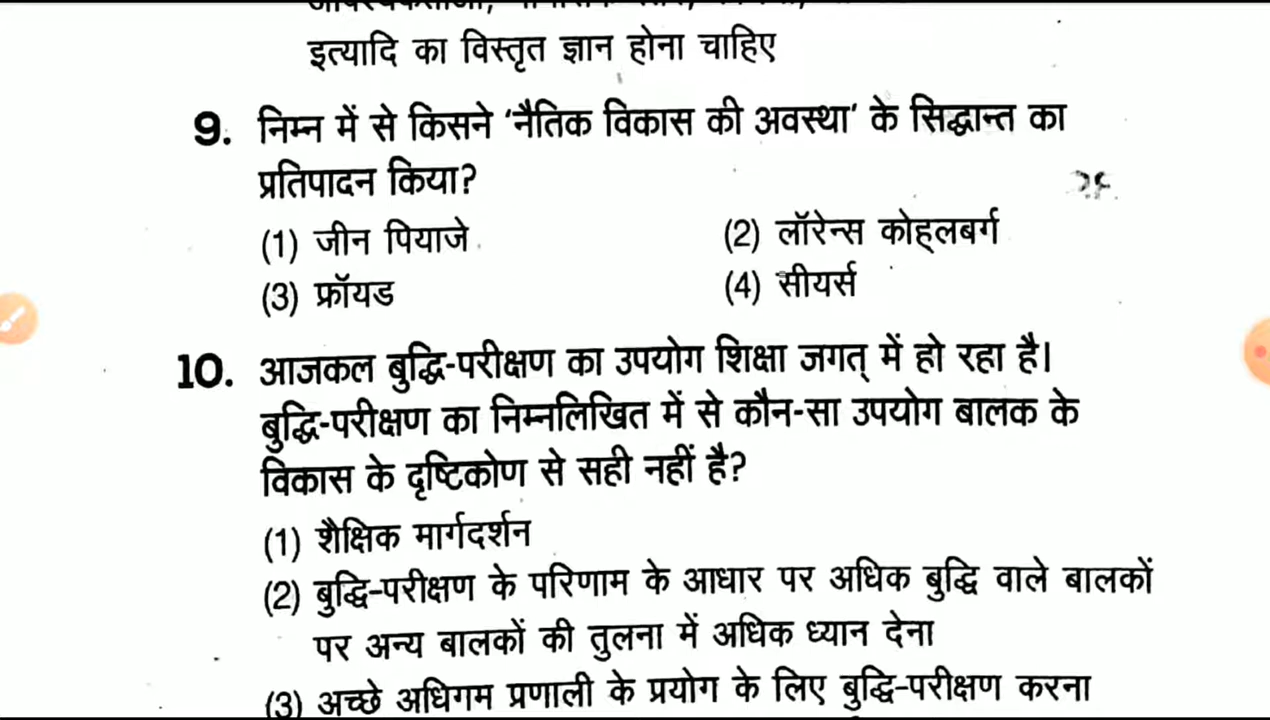 इत्यादि का विस्तृत ज्ञान होना चाहिए
9. निम्न में से किसने ‘नैतिक विकास की अवस्था’ के सिद्धान्त का
प्रतिपादन किया?
(1) जीन पियाजे (2) लॉरेन्स कोह्लबर्ग
(3) फ्रॉयड (4) सीयर्स
10. आजकल बुद्धि-परीक्षण का उपयोग शिक्षा जगत् में हो रहा है।
बुद्धि-परीक्षण का निम्नलिखित में से कौन-सा उपयोग बालक के
विकास के दृष्टिकोण से सही नहीं है?
(1) शैक्षिक मार्गदर्शन
(2) बुद्धि-परीक्षण के परिणाम के आधार पर अधिक बुद्धि वाले बालकों
पर अन्य बालकों की तुलना में अधिक ध्यान देना
(3) अच्छे अधिगम प्रणाली के प्रयोग के लिए बुद्धि-परीक्षण करना